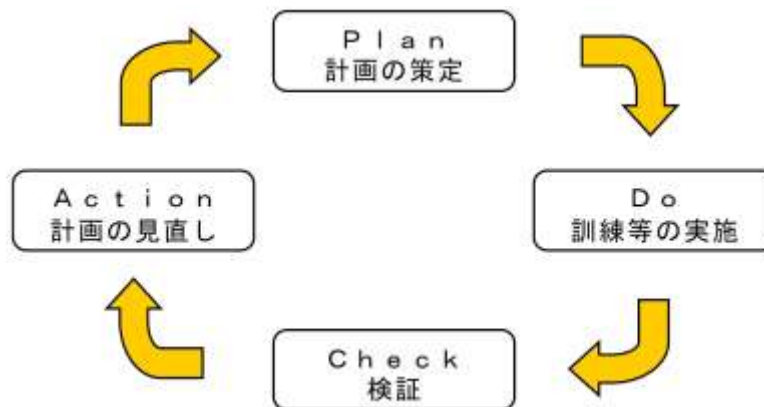 Ｐｌａｎ
計画の策定
Ａｃｔｉｏｎ
計画の見直し
Ｄｏ
訓練等の実施
Ｃｈｅｃｋ
検証